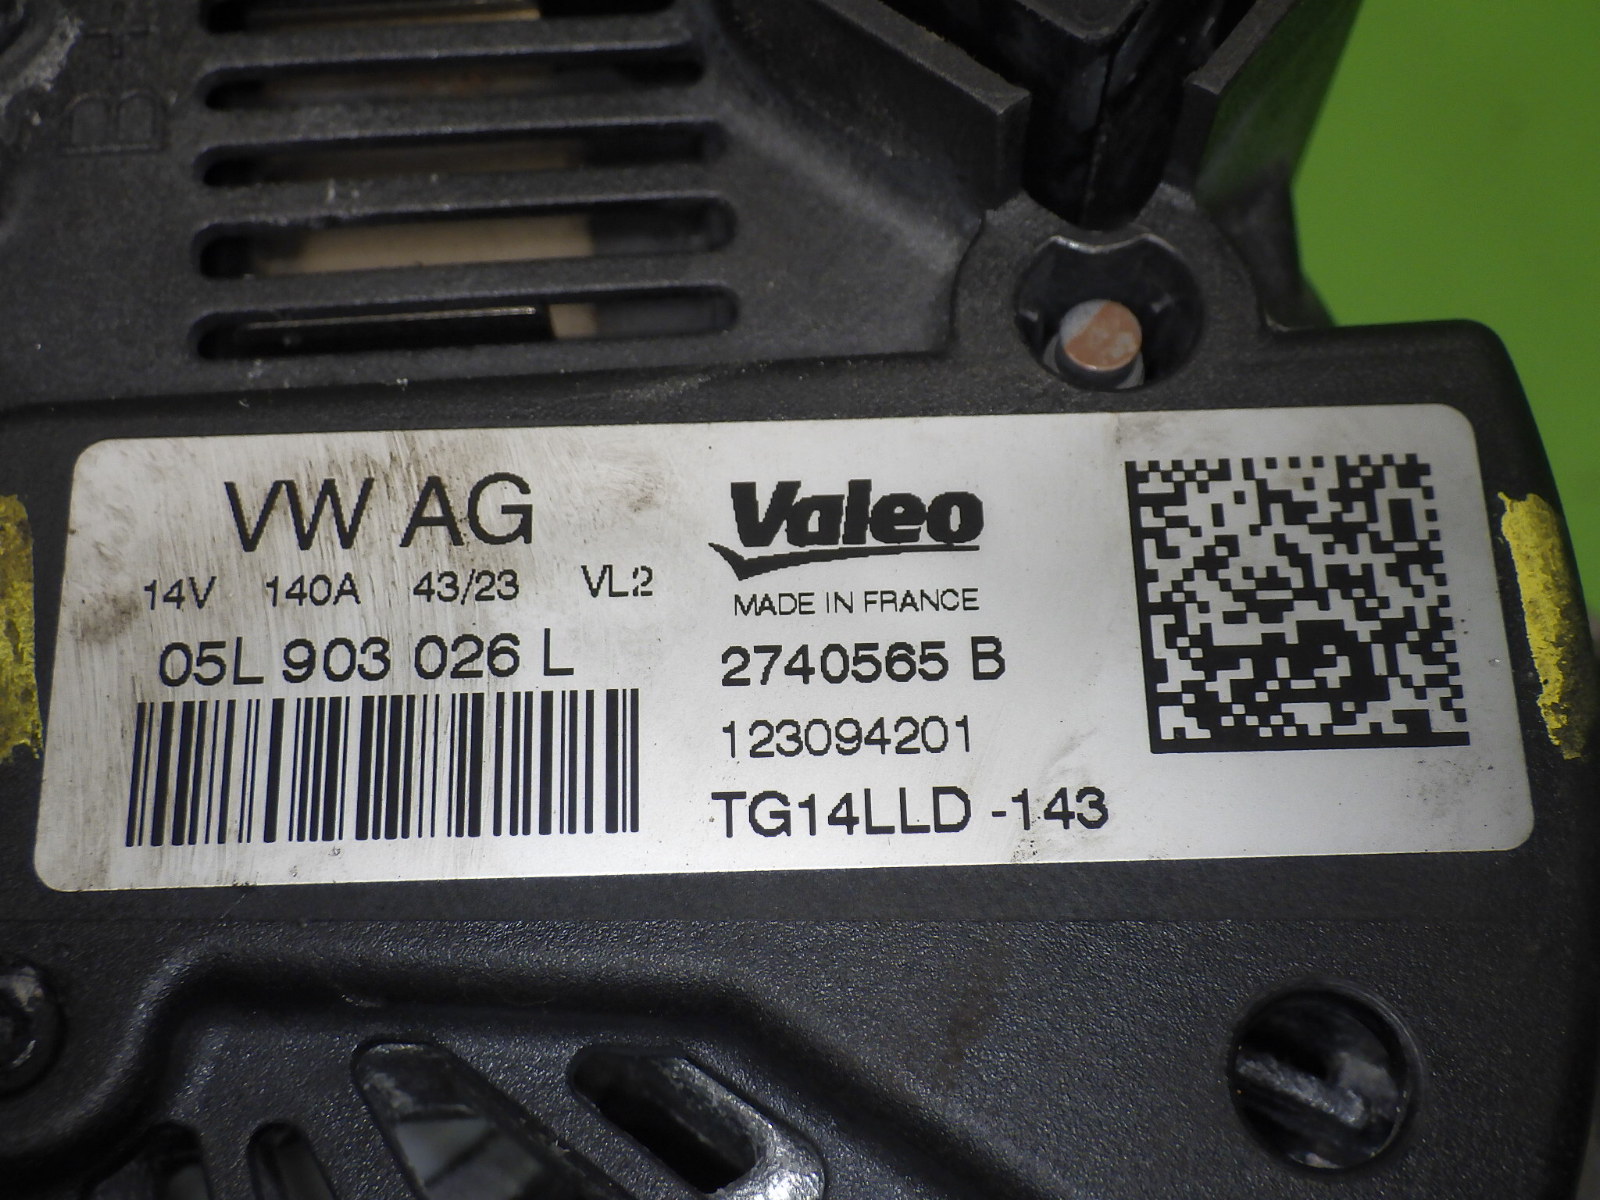 VW AG
14V 140A 43/23 VL2
05L 903 026 L
Valeo
MADE IN FRANCE
2740565 B
123094201
TG14LLD -143